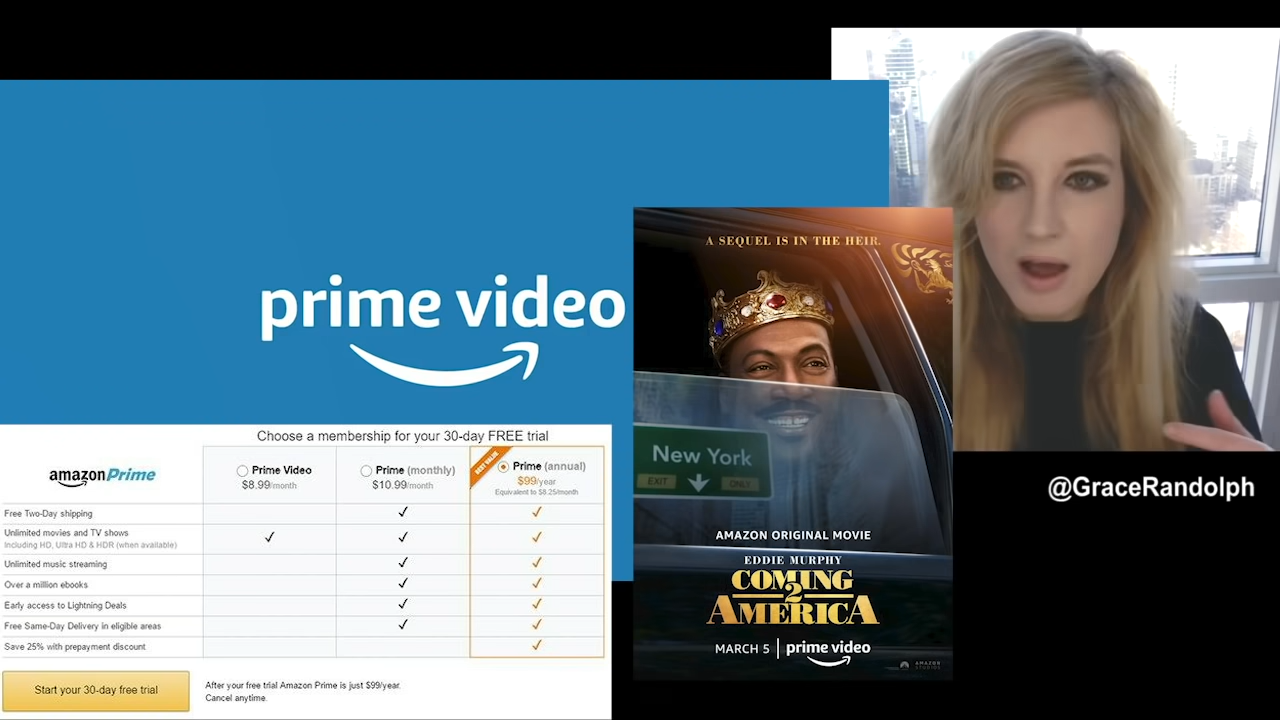 prime video
A SEQUEL IS IN THE HEIR.
New York
EXIT
ONLY
AMAZON ORIGINAL MOVIE
EDDIE MURPHY
COMING
2
AMERICA
MARCH 5 | prime video
AMAZON
STUDIOS
@GraceRandolph
Choose a membership for your 30-day FREE trial
amazonPrime
Prime Video
$8.99/month
Prime (monthly)
$10.99/month
BEST VALUE
Prime (annual)
$99/year
Equivalent to $8.25/month
Free Two-Day shipping
Unlimited movies and TV shows
Including HD, Ultra HD & HDR (when available)
Unlimited music streaming
Over a million ebooks
Early access to Lightning Deals
Free Same-Day Delivery in eligible areas
Save 25% with prepayment discount
Start your 30-day free trial
After your free trial Amazon Prime is just $99/year.
Cancel anytime.